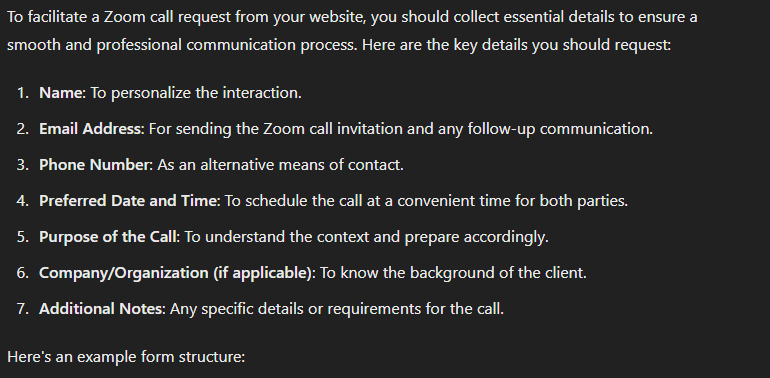 To facilitate a Zoom call request from your website, you should collect essential details to ensure a
smooth and professional communication process. Here are the key details you should request:
1. Name: To personalize the interaction.
2. Email Address: For sending the Zoom call invitation and any follow-up communication.
3. Phone Number: As an alternative means of contact.
4. Preferred Date and Time: To schedule the call at a convenient time for both parties.
5. Purpose of the Call: To understand the context and prepare accordingly.
6. Company/Organization (if applicable): To know the background of the client.
7. Additional Notes: Any specific details or requirements for the call.
Here's an example form structure: